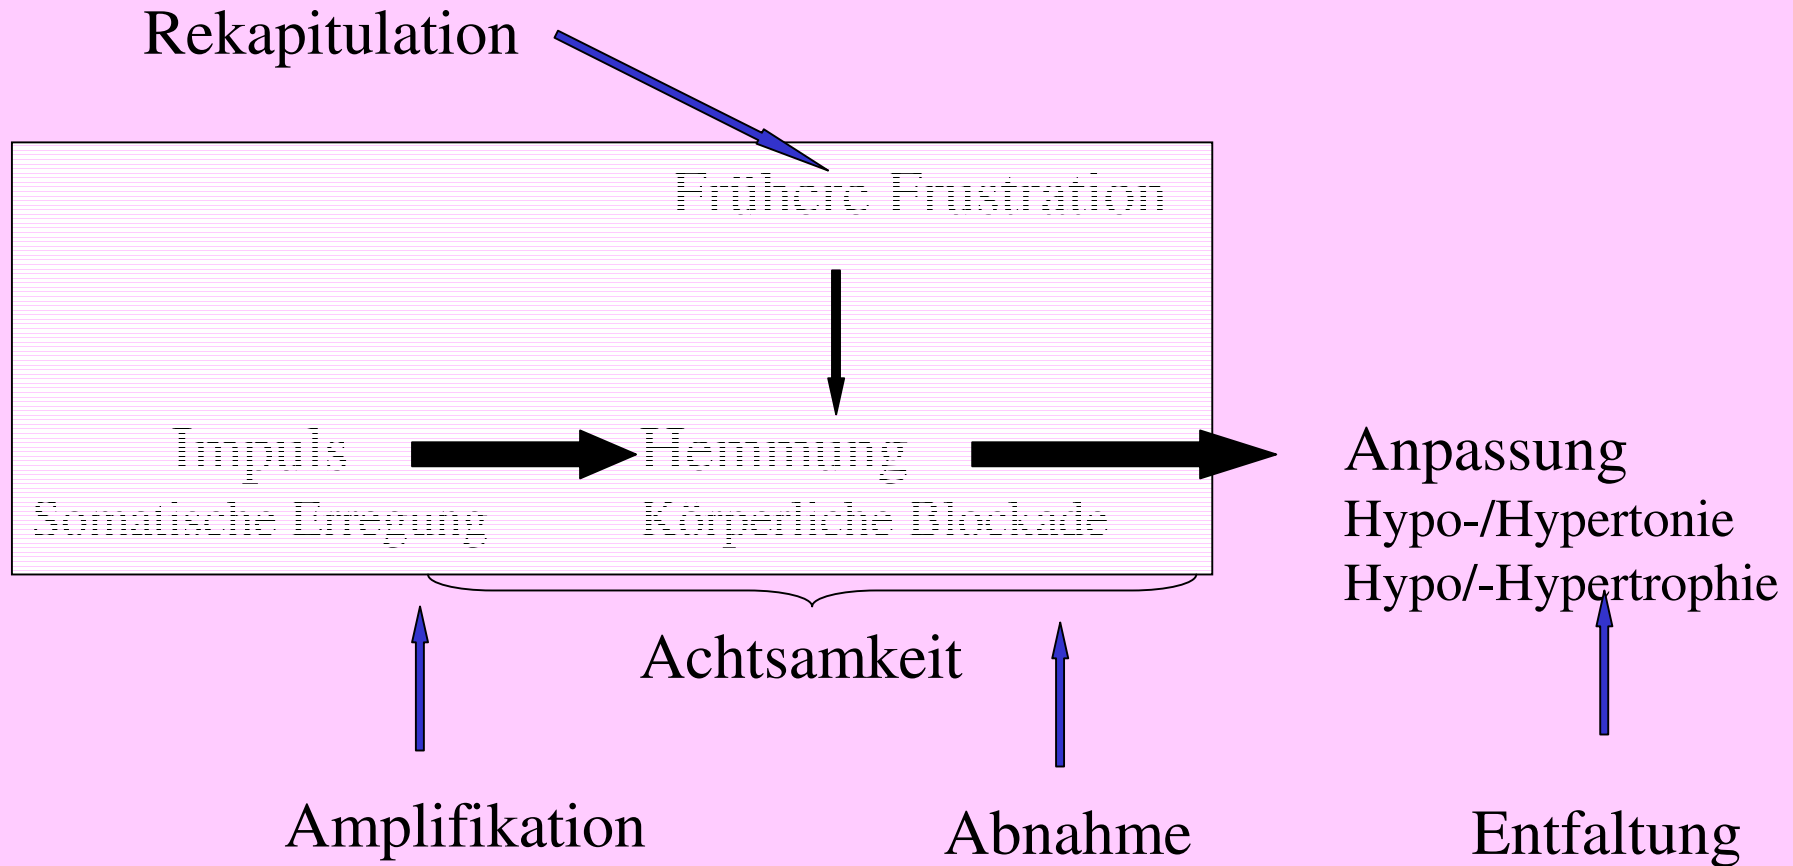 Rekapitulation
Frühere Frustration
Impuls
Hemmung
Anpassung
Somatische Erregung
Körperliche Blockade
Hypo-/Hypertonie
Hypo/-Hypertrophie
Achtsamkeit
Amplifikation
Abnahme
Entfaltung